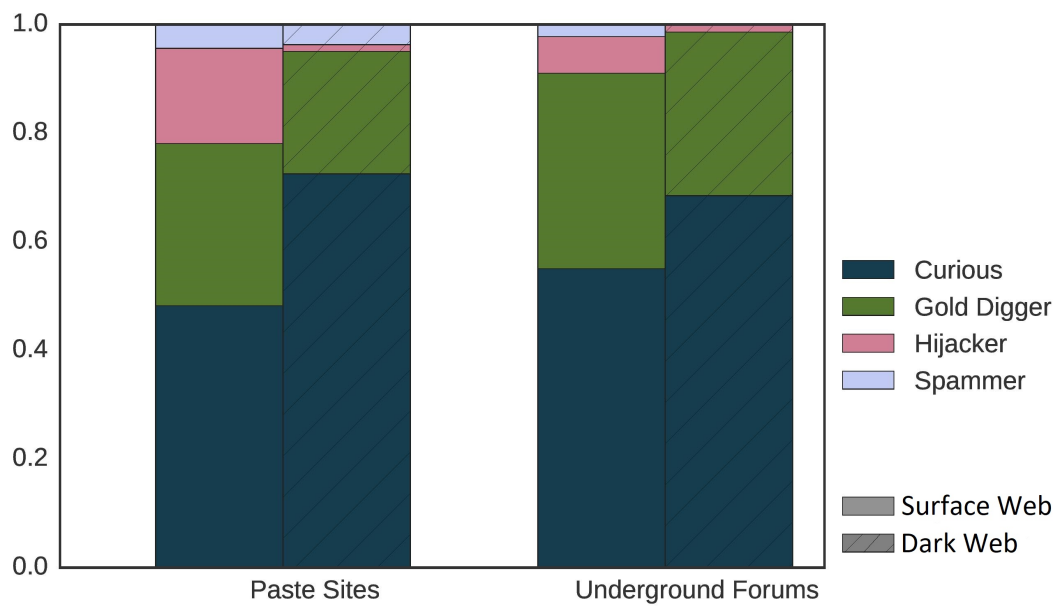 1.0
0.8
0.6
0.4
0.2
0.0
Paste Sites
Underground Forums
Curious
Gold Digger
Hijacker
Spammer
Surface Web
Dark Web